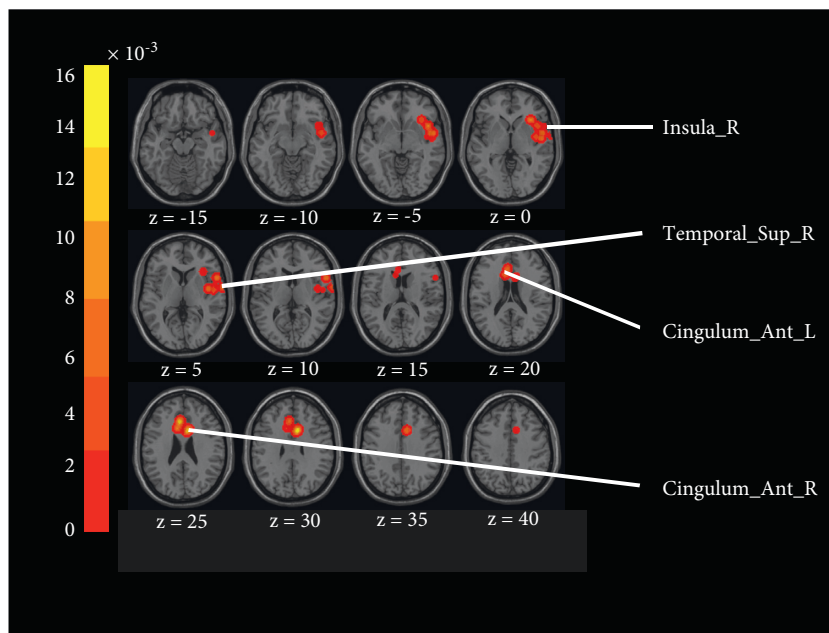 × 10-3
16
14
12
10
8
6
4
2
0
z = -15
z = -10
z = -5
z = 0
Insula_R
Temporal_Sup_R
z = 5
z = 10
z = 15
z = 20
Cingulum_Ant_L
z = 25
z = 30
z = 35
z = 40
Cingulum_Ant_R